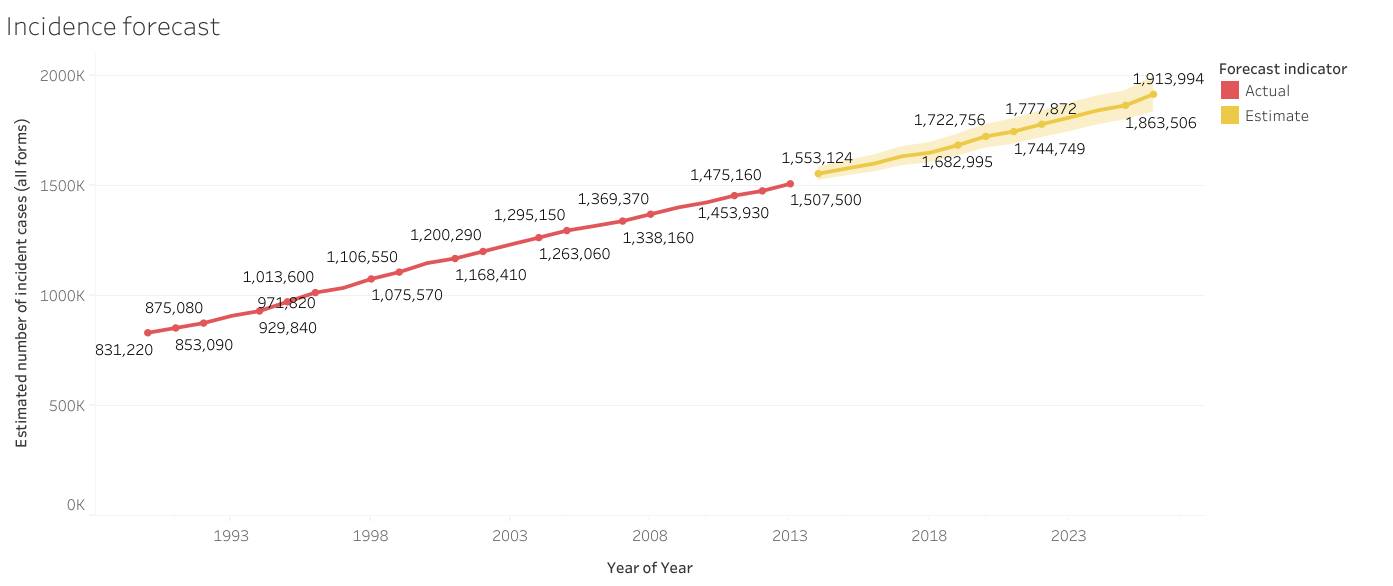 Incidence forecast
Forecast indicator
Actual
Estimate
Estimated number of incident cases (all forms)
2000K
1500K
1000K
500K
0K
831,220
853,090
875,080
929,840
971,820
1,013,600
1,075,570
1,106,550
1,168,410
1,200,290
1,263,060
1,295,150
1,338,160
1,369,370
1,453,930
1,475,160
1,507,500
1,553,124
1,682,995
1,722,756
1,744,749
1,777,872
1,863,506
1,913,994
1993
1998
2003
2008
2013
2018
2023
Year of Year